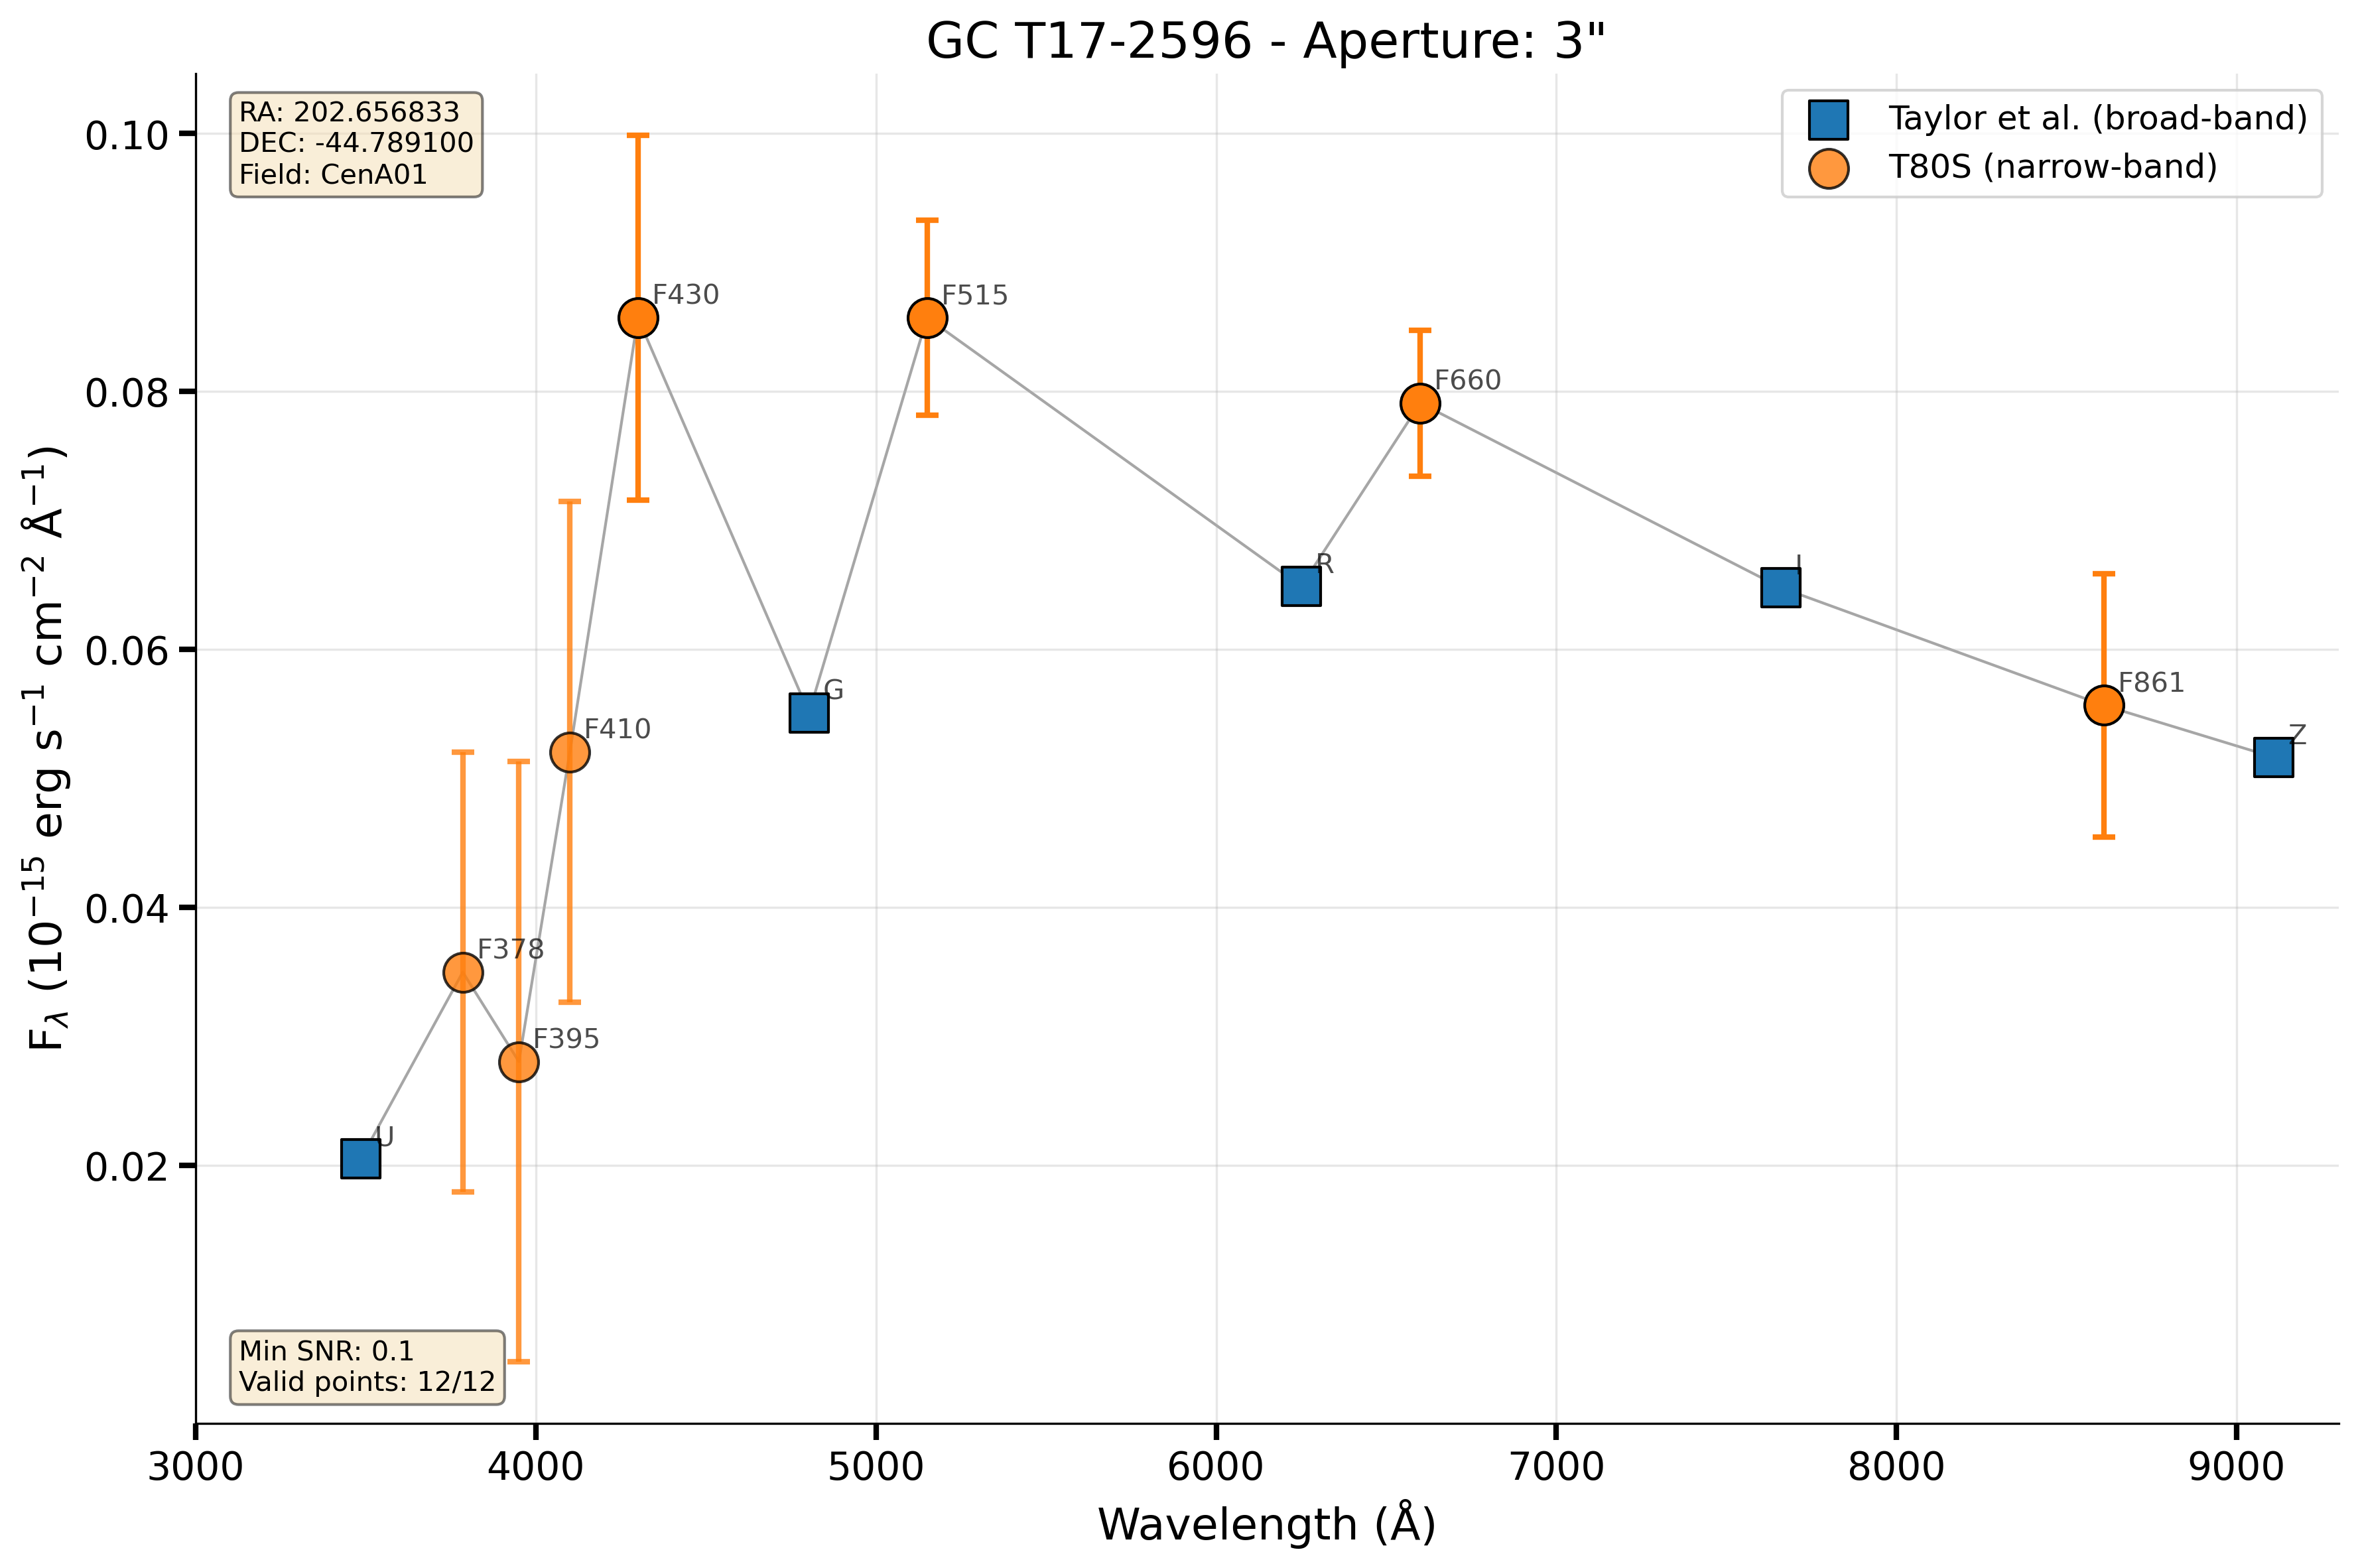 GC T17-2596 - Aperture: 3"
RA: 202.656833
DEC: -44.789100
Field: CenA01
Taylor et al. (broad-band)
T80S (narrow-band)
0.10
0.08
0.06
0.04
0.02
F430
F515
F660
R
I
G
F410
F861
Z
F378
F395
U
Min SNR: 0.1
Valid points: 12/12
3000 4000 5000 6000 7000 8000 9000
Wavelength (Å)
F_λ (10⁻¹⁵ erg s⁻¹ cm⁻² Å⁻¹)